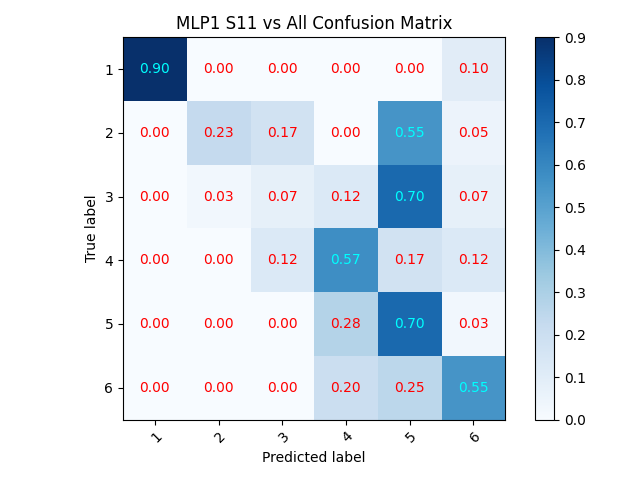 MLP1 S11 vs All Confusion Matrix
True label
1 0.90 0.00 0.00 0.00 0.00 0.10
2 0.00 0.23 0.17 0.00 0.55 0.05
3 0.00 0.03 0.07 0.12 0.70 0.07
4 0.00 0.00 0.12 0.57 0.17 0.12
5 0.00 0.00 0.00 0.28 0.70 0.03
6 0.00 0.00 0.00 0.20 0.25 0.55
1 2 3 4 5 6
Predicted label
0.9
0.8
0.7
0.6
0.5
0.4
0.3
0.2
0.1
0.0